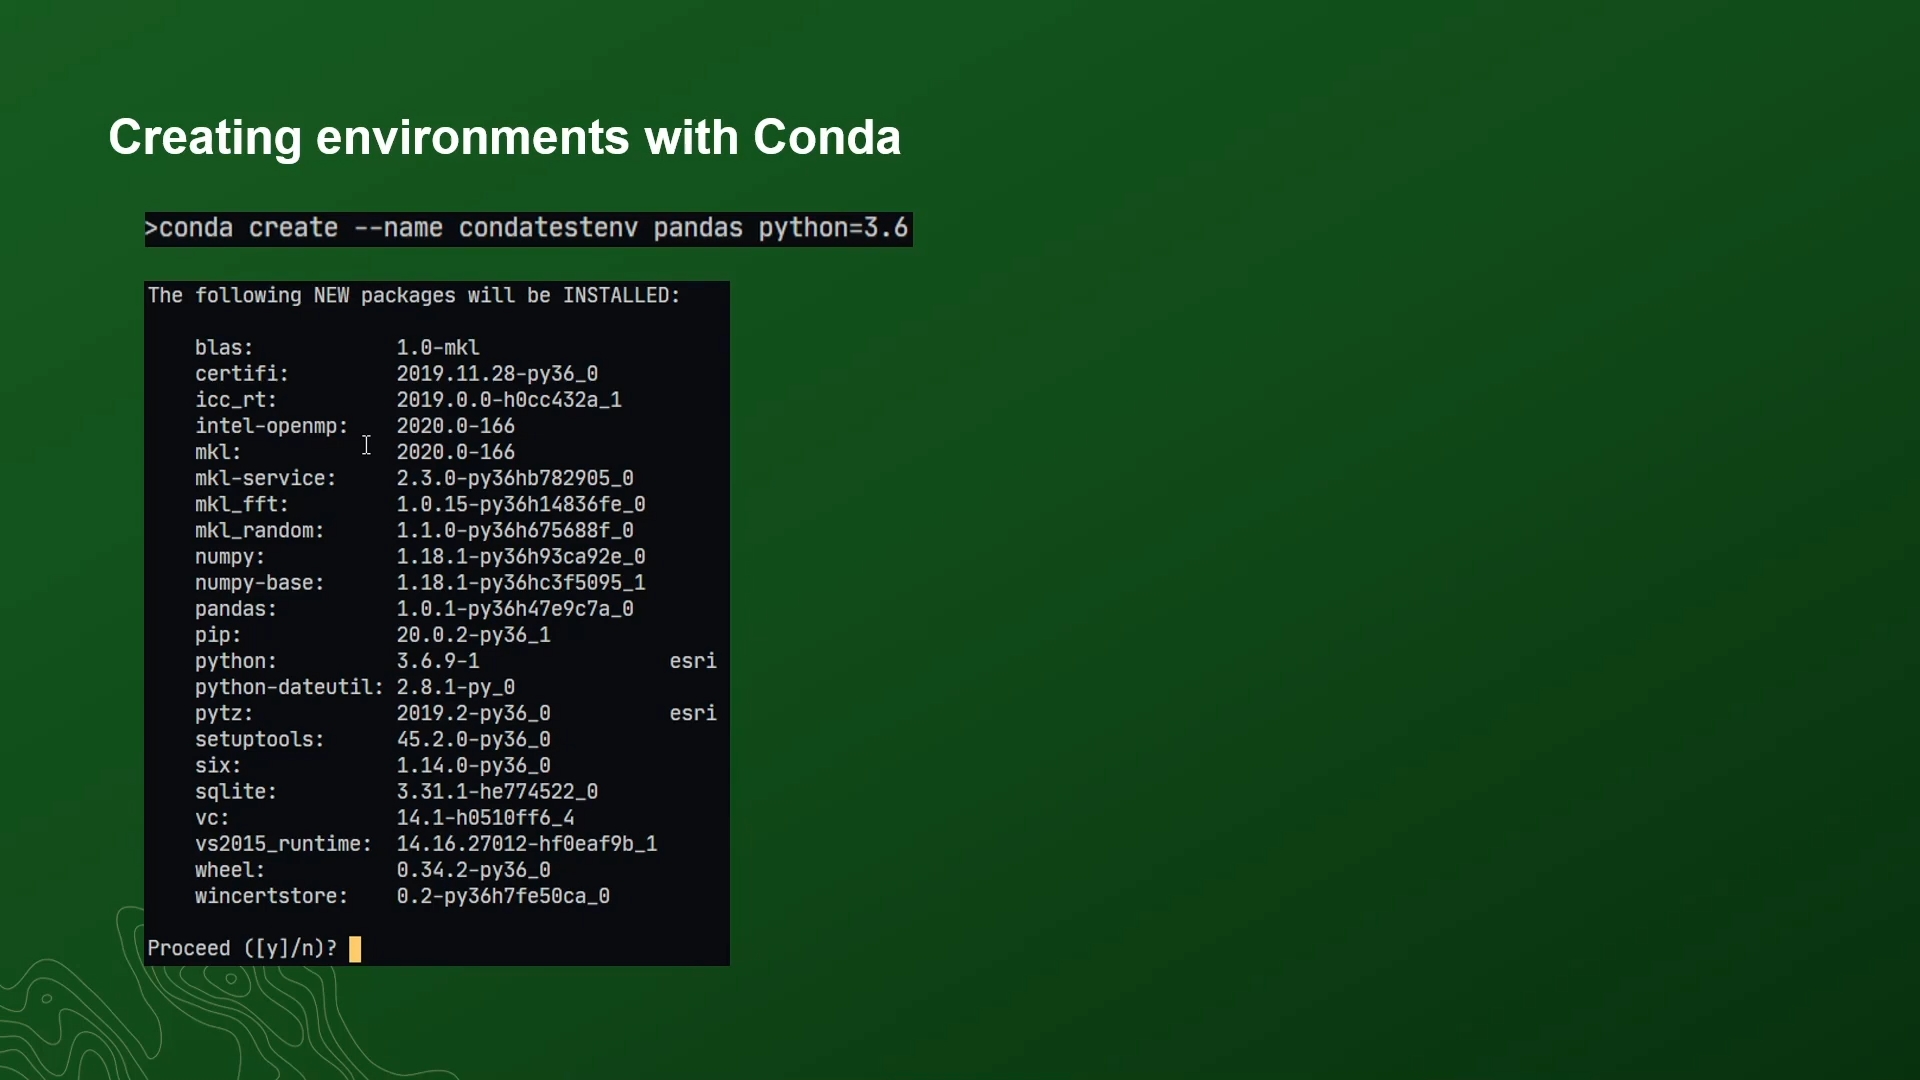 Creating environments with Conda
>conda create --name condatestenv pandas python=3.6
The following NEW packages will be INSTALLED:
blas: 1.0-mkl
certifi: 2019.11.28-py36_0
icc_rt: 2019.0.0-h0cc432a_1
intel-openmp: 2020.0-166
mkl: 2020.0-166
mkl-service: 2.3.0-py36hb782905_0
mkl_fft: 1.0.15-py36h14836fe_0
mkl_random: 1.1.0-py36h675688f_0
numpy: 1.18.1-py36h93ca92e_0
numpy-base: 1.18.1-py36hc3f5095_1
pandas: 1.0.1-py36h47e9c7a_0
pip: 20.0.2-py36_1
python: 3.6.9-1 esri
python-dateutil: 2.8.1-py_0
pytz: 2019.2-py36_0 esri
setuptools: 45.2.0-py36_0
six: 1.14.0-py36_0
sqlite: 3.31.1-he774522_0
vc: 14.1-h0510ff6_4
vs2015_runtime: 14.16.27012-hf0eaf9b_1
wheel: 0.34.2-py36_0
wincertstore: 0.2-py36h7fe50ca_0
Proceed ([y]/n)?